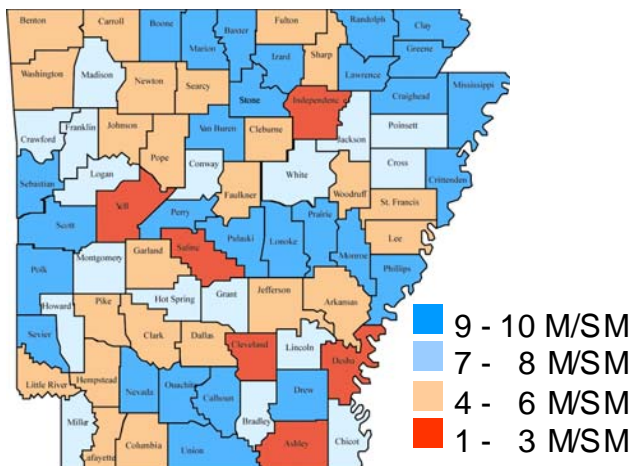 Benton Carroll Boone Baxter Fulton Randolph Clay
Marion Izard Sharp Greene
Washington Madison Newton Searcy Stone Lawrence
Independenc e Craighead Mississippi
Crawford Franklin Johnson Van Buren Cleburne Jackson Poinsett
Pope Conway White Cross
Sebastian Logan Faulkner Woodruff Crittenden
Yell St. Francis
Scott Perry Prairie
Saline Pulaski Lonoke Monroe Lee
Polk Montgomery Garland Phillips
Howard Hot Spring Grant Jefferson Arkansas
Pike
Sevier Clark Dallas Cleveland Lincoln Desha
Little River Hempstead Nevada Ouachita Calhoun Drew
Miller Bradley
Lafayette Columbia Union Ashley Chicot
9 - 10 M/SM
7 - 8 M/SM
4 - 6 M/SM
1 - 3 M/SM